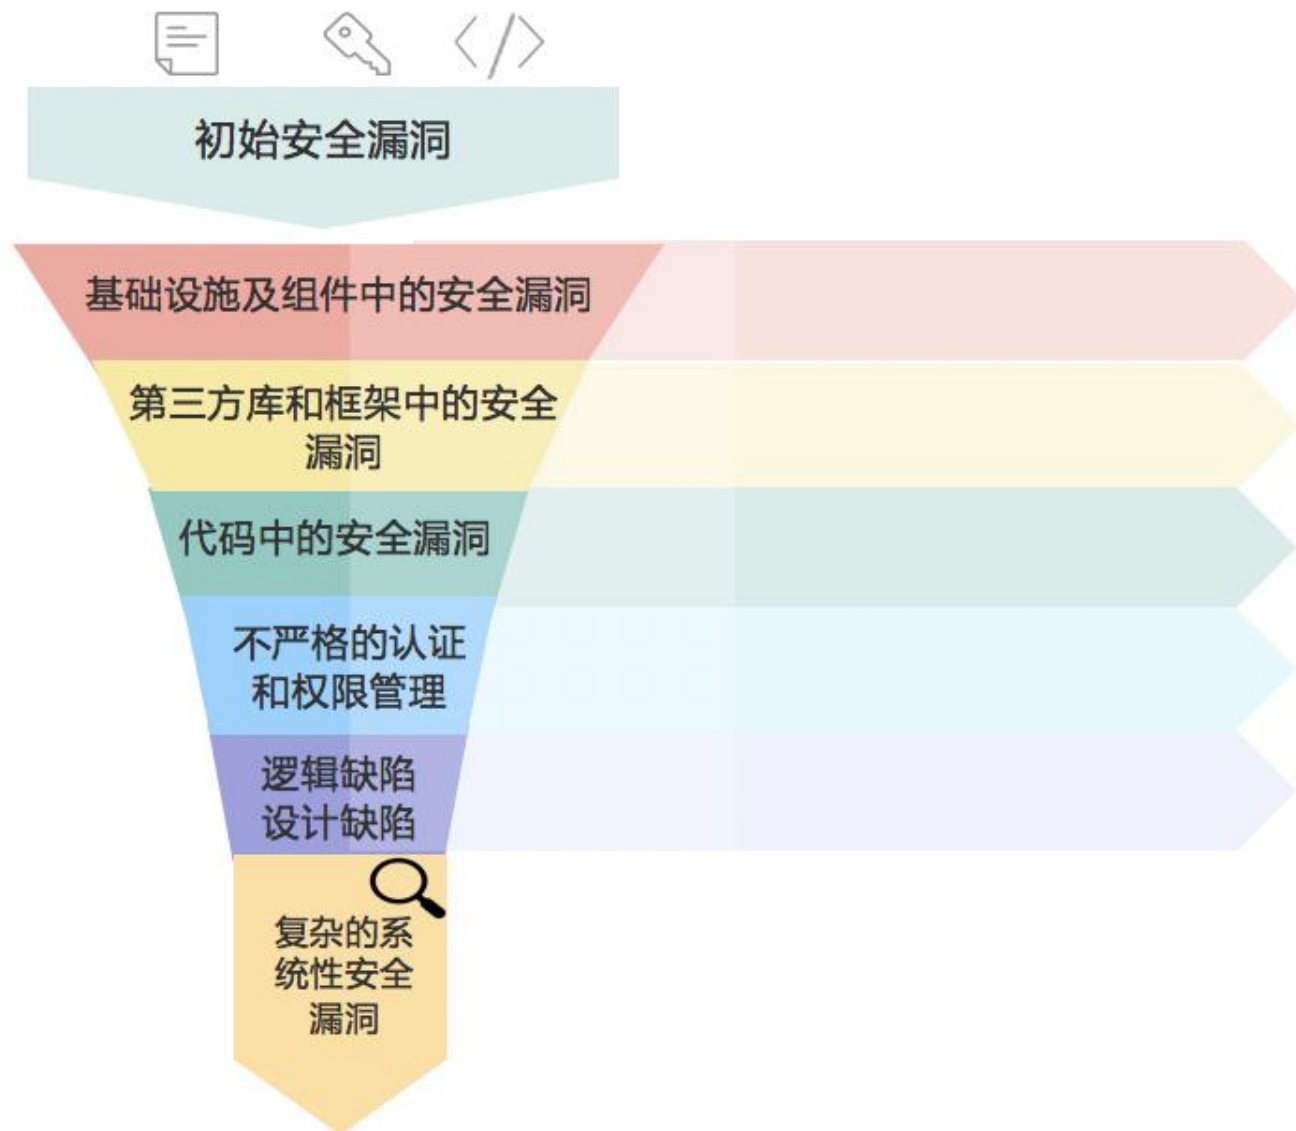 初始安全漏洞
基础设施及组件中的安全漏洞
第三方库和框架中的安全
漏洞
代码中的安全漏洞
不严格的认证
和权限管理
逻辑缺陷
设计缺陷
复杂的系
统性安全
漏洞